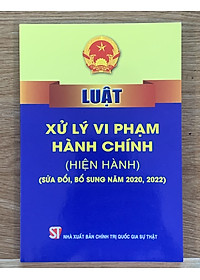 LUẬT
XỬ LÝ VI PHẠM
HÀNH CHÍNH
(HIỆN HÀNH)
(SỬA ĐỔI, BỔ SUNG NĂM 2020, 2022)
ST NHÀ XUẤT BẢN CHÍNH TRỊ QUỐC GIA SỰ THẬT